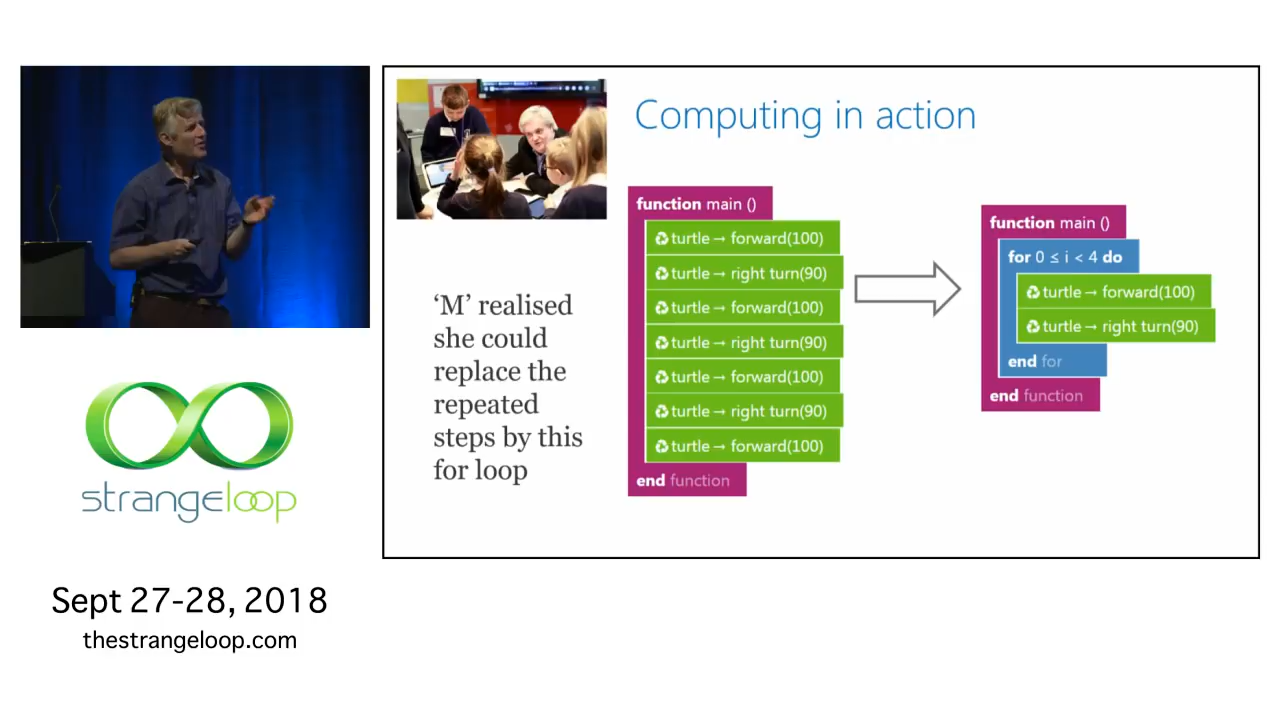 Computing in action
'M' realised
she could
replace the
repeated
steps by this
for loop
function main ()
turtle → forward(100)
turtle → right turn(90)
turtle → forward(100)
turtle → right turn(90)
turtle → forward(100)
turtle → right turn(90)
turtle → forward(100)
end function
function main ()
for 0 ≤ i < 4 do
turtle → forward(100)
turtle → right turn(90)
end for
end function
strangeloop
Sept 27-28, 2018
thestrangeloop.com